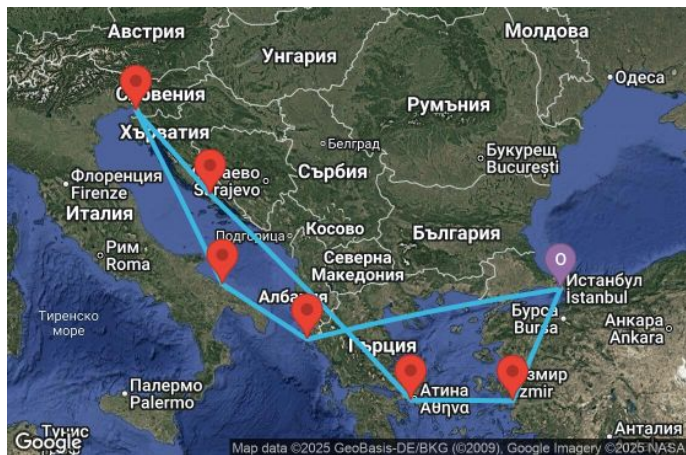 Австрия
Молдова
Унгария
Одеса
Словения
Румъния
Хърватия
Белград
Букурещ
București
Флоренция
Firenze
Сърбия
Sarajevo
Италия
Косово
България
Подгорица
Рим
Roma
Северна
Македония
O
Истанбул
İstanbul
Албания
Тиренско
море
Бурса
Bursa
Анкара
Ankara
Гърция
Палермо
Palermo
Атина
Αθήνα
Измир
İzmir
Тунис
Анталия
Google
Map data ©2025 GeoBasis-DE/BKG (©2009), Google Imagery ©2025 NASA